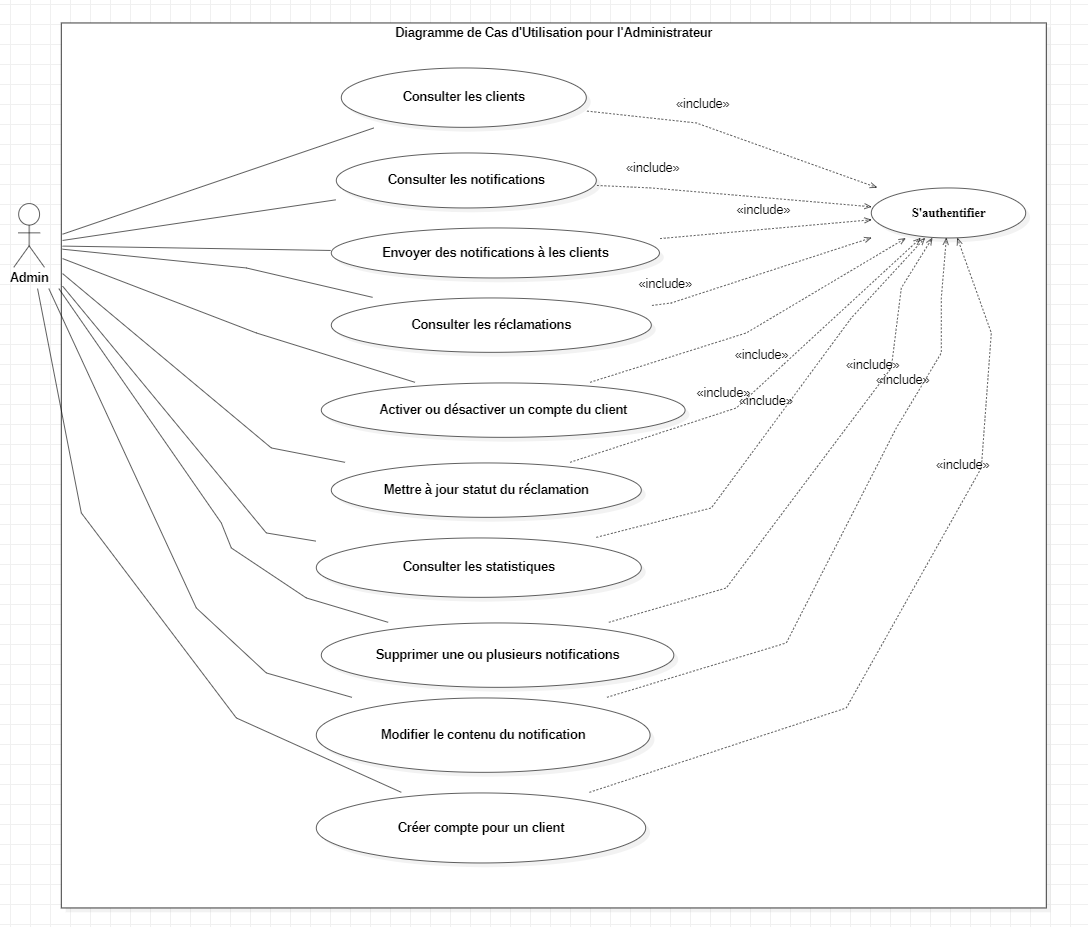 Diagramme de Cas d'Utilisation pour l'Administrateur
Consulter les clients
«include»
«include»
Consulter les notifications
«include»
S'authentifier
Envoyer des notifications à les clients
Admin
«include»
Consulter les réclamations
«include»
«include»
«include»
«include»
«include»
Activer ou désactiver un compte du client
«include»
Mettre à jour statut du réclamation
Consulter les statistiques
Supprimer une ou plusieurs notifications
Modifier le contenu du notification
Créer compte pour un client